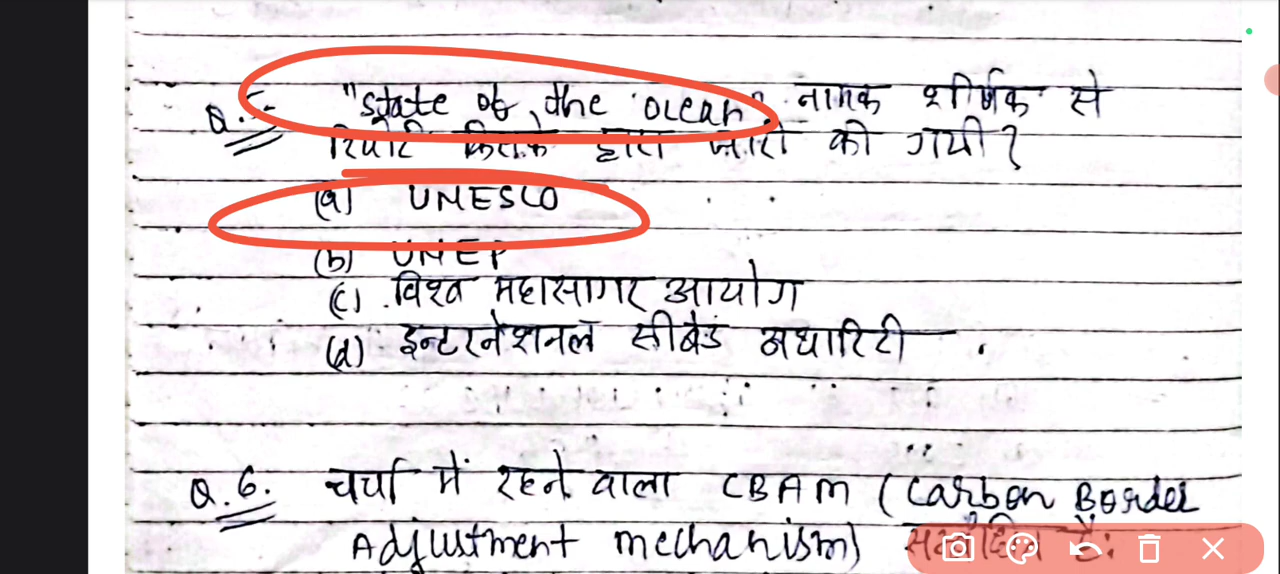 Q.5. "State of the ocean" नामक शीर्षक से
रिपोर्ट किसके द्वारा जारी की गयी?
(a) UNESCO
(b) UNEP
(c) विश्व महासागर आयोग
(d) इन्टरनेशनल सीबेड अथारिटी
Q.6. चर्चा में रहने वाला CBAM (Carbon Border
Adjustment mechanism) सम्बंधित है: